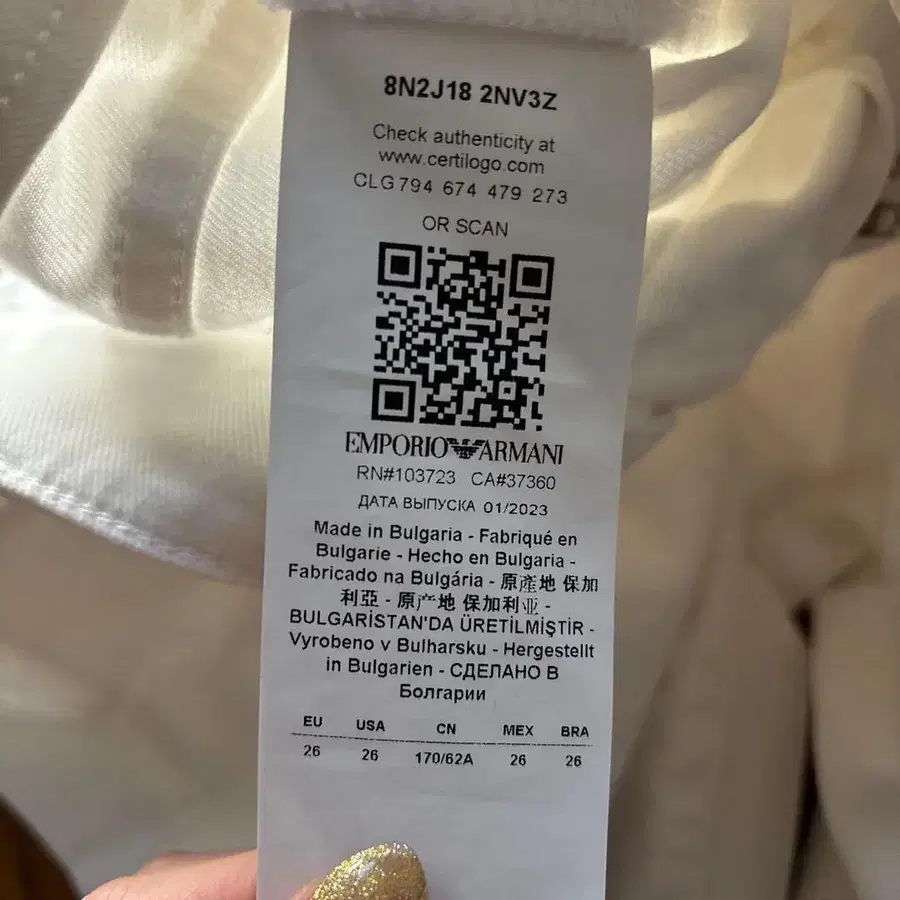 8N2J18 2NV3Z
Check authenticity at
www.certilogo.com
CLG794 674 479 273
OR SCAN
EMPORIO ARMANI
RN#103723 CA#37360
ДАТА ВЫПУСКА 01/2023
Made in Bulgaria - Fabriqué en
Bulgarie - Hecho en Bulgaria -
Fabricado na Bulgária - 原產地 保加
利亞 - 原产地 保加利亚 -
BULGARİSTAN'DA ÜRETİLMİŞTİR -
Vyrobeno v Bulharsku - Hergestellt
in Bulgarien - СДЕЛАНО В
Болгарии
EU USA CN MEX BRA
26 26 170/62A 26 26